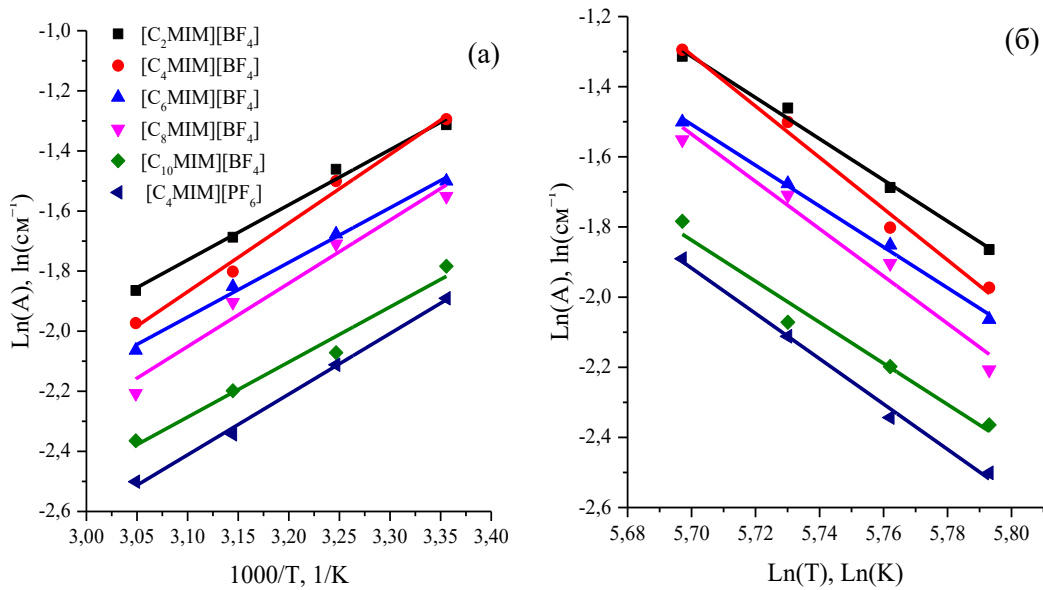 (а)
[C₂MIM][BF₄]
[C₄MIM][BF₄]
[C₆MIM][BF₄]
[C₈MIM][BF₄]
[C₁₀MIM][BF₄]
[C₄MIM][PF₆]
Ln(A), ln(см⁻¹)
-1,0
-1,2
-1,4
-1,6
-1,8
-2,0
-2,2
-2,4
-2,6
3,00
3,05
3,10
3,15
3,20
3,25
3,30
3,35
3,40
1000/T, 1/K
(б)
Ln(A), ln(см⁻¹)
-1,2
-1,4
-1,6
-1,8
-2,0
-2,2
-2,4
-2,6
5,68
5,70
5,72
5,74
5,76
5,78
5,80
Ln(T), Ln(K)